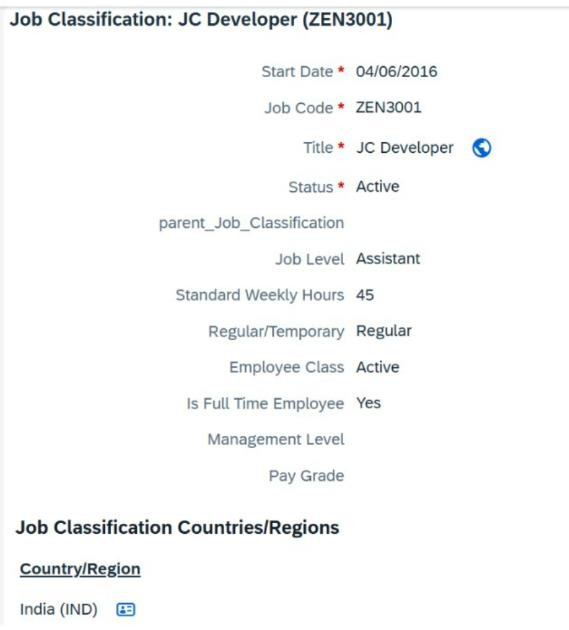 Job Classification: JC Developer (ZEN3001)
Start Date * 04/06/2016
Job Code * ZEN3001
Title * JC Developer
Status * Active
parent_Job_Classification
Job Level Assistant
Standard Weekly Hours 45
Regular/Temporary Regular
Employee Class Active
Is Full Time Employee Yes
Management Level
Pay Grade
Job Classification Countries/Regions
Country/Region
India (IND)